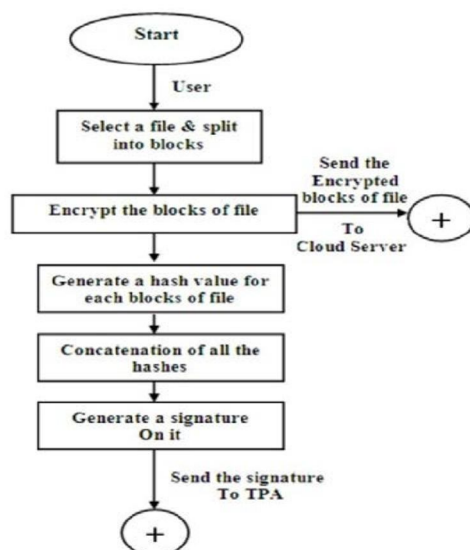 Start
User
Select a file & split
into blocks
Send the
Encrypted
blocks of file
Encrypt the blocks of file
To
Cloud Server
Generate a hash value for
each blocks of file
Concatenation of all the
hashes
Generate a signature
On it
Send the signature
To TPA